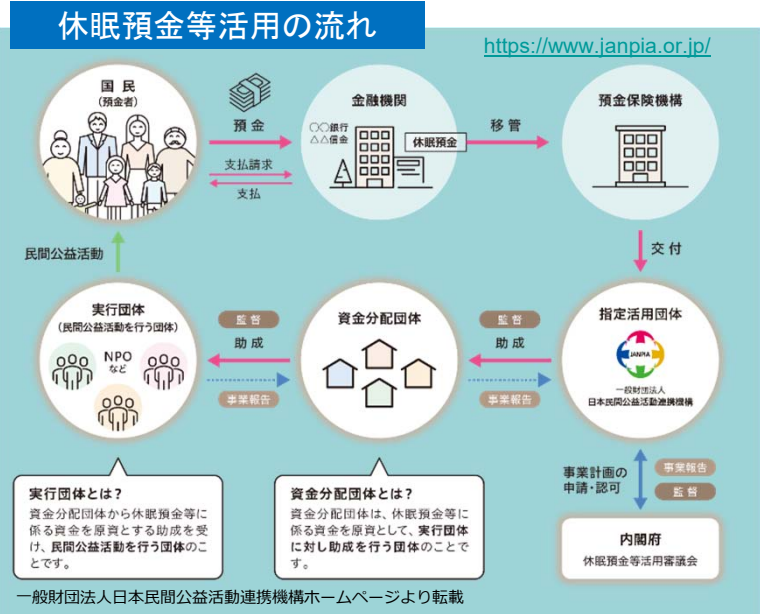 休眠預金等活用の流れ
https://www.janpia.or.jp/
国民
(預金者)
預金
支払請求
支払
金融機関
〇〇銀行
△△信金
休眠預金
移管
預金保険機構
交付
民間公益活動
実行団体
(民間公益活動を行う団体)
NPO
など
監督
助成
事業報告
資金分配団体
監督
助成
事業報告
指定活用団体
JANPIA
一般財団法人
日本民間公益活動連携機構
事業計画の
申請・認可
事業報告
監督
内閣府
休眠預金等活用審議会
実行団体とは？
資金分配団体から休眠預金等に
係る資金を原資とする助成を受
け、民間公益活動を行う団体のこ
とです。
資金分配団体とは？
資金分配団体は、休眠預金等に
係る資金を原資として、実行団体
に対し助成を行う団体のことで
す。
一般財団法人日本民間公益活動連携機構ホームページより転載